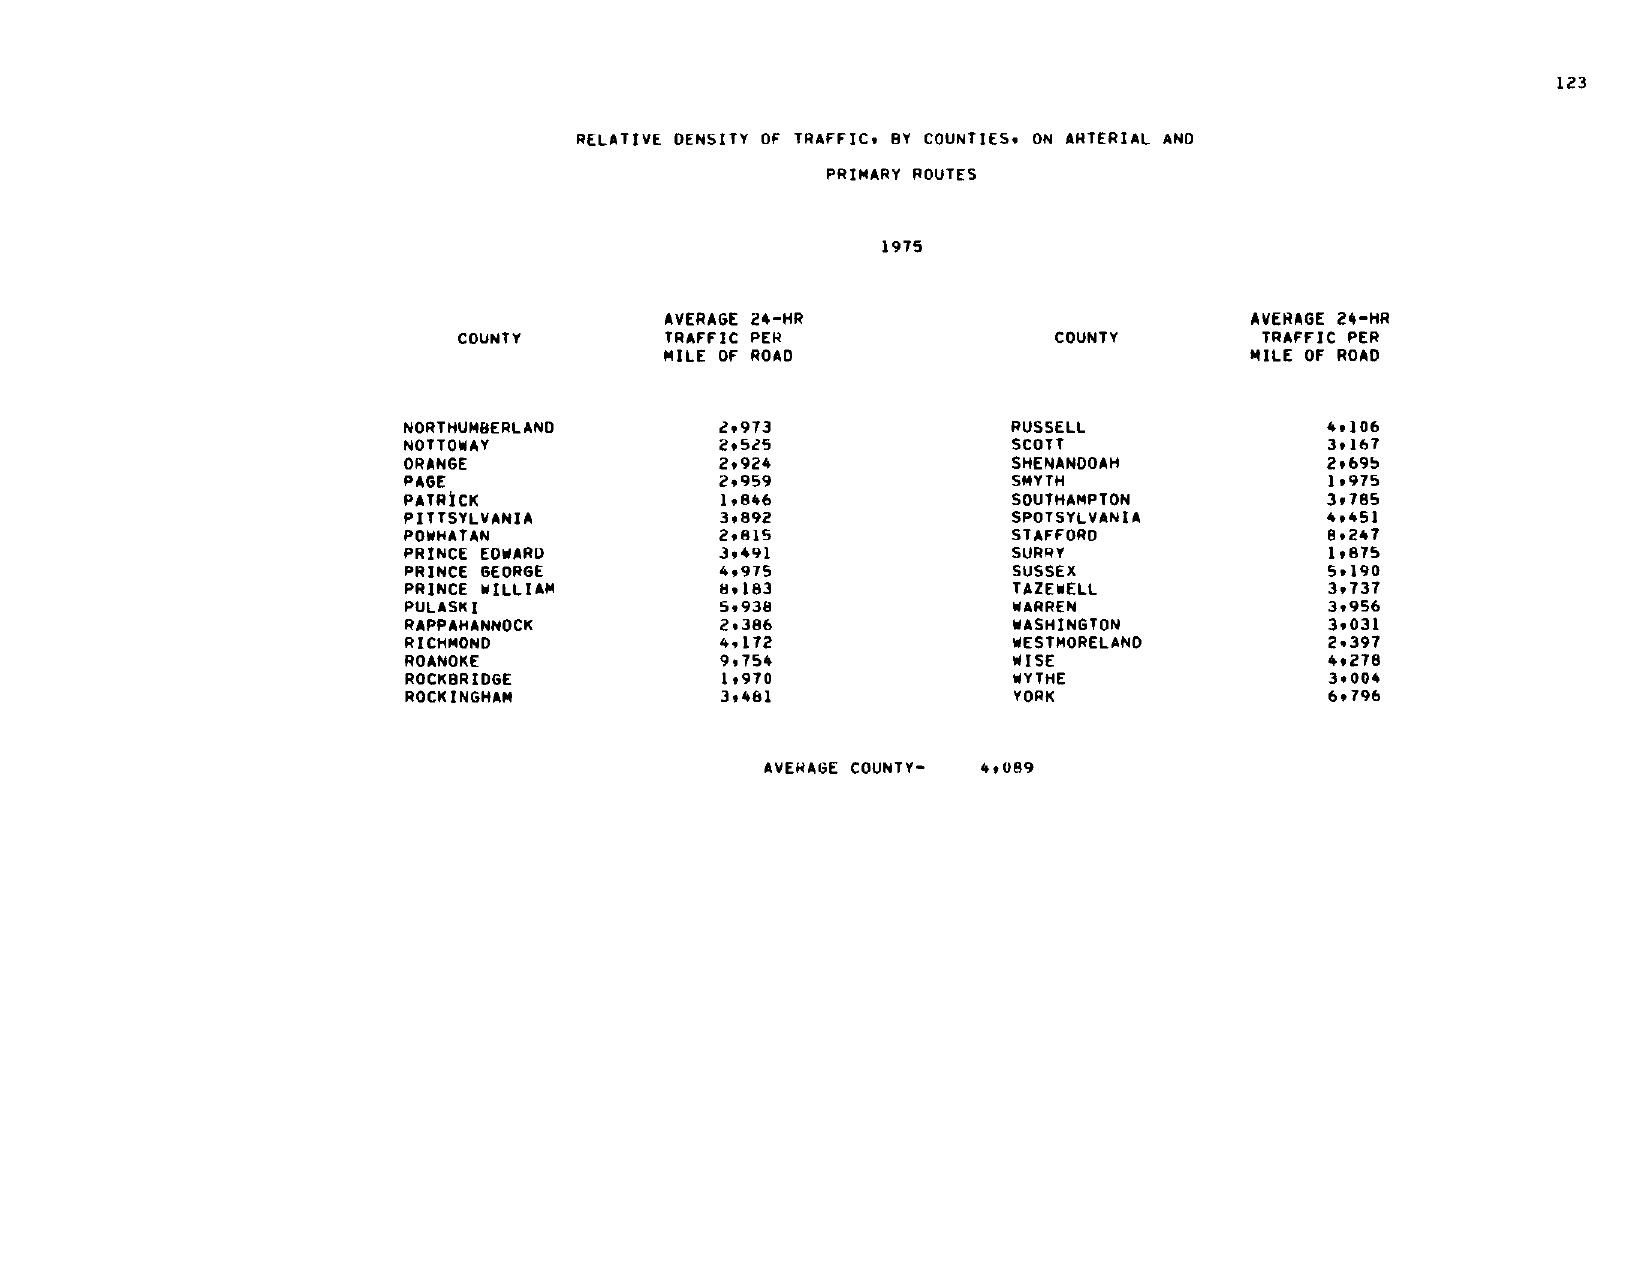 123
RELATIVE DENSITY OF TRAFFIC, BY COUNTIES, ON ARTERIAL AND
PRIMARY ROUTES
1975
AVERAGE 24-HR AVERAGE 24-HR
COUNTY TRAFFIC PER COUNTY TRAFFIC PER
MILE OF ROAD MILE OF ROAD
NORTHUMBERLAND 2,973 RUSSELL 4,106
NOTTOWAY 2,525 SCOTT 3,167
ORANGE 2,924 SHENANDOAH 2,695
PAGE 2,959 SMYTH 1,975
PATRICK 1,846 SOUTHAMPTON 3,785
PITTSYLVANIA 3,892 SPOTSYLVANIA 4,451
POWHATAN 2,815 STAFFORD 8,247
PRINCE EDWARD 3,491 SURRY 1,875
PRINCE GEORGE 4,975 SUSSEX 5,190
PRINCE WILLIAM 8,183 TAZEWELL 3,737
PULASKI 5,938 WARREN 3,956
RAPPAHANNOCK 2,386 WASHINGTON 3,031
RICHMOND 4,172 WESTMORELAND 2,397
ROANOKE 9,754 WISE 4,278
ROCKBRIDGE 1,970 WYTHE 3,004
ROCKINGHAM 3,481 YORK 6,796
AVERAGE COUNTY- 4,089